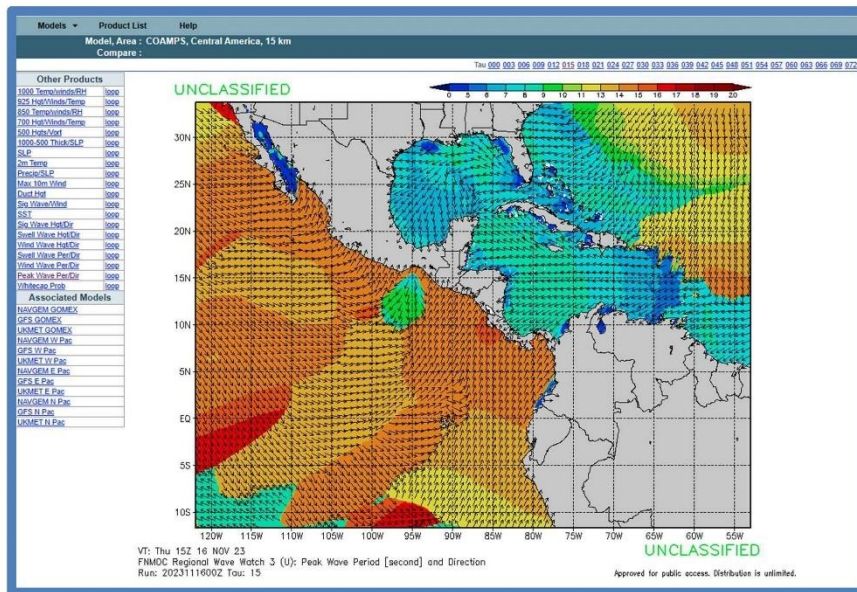 Models Product List Help
Model, Area : COAMPS, Central America, 15 km
Compare :
Tau 000 003 006 009 012 015 018 021 024 027 030 033 036 039 042 045 048 051 054 057 060 063 066 069 072
Other Products
1000 Temp/winds/RH loop
925 Hgt/Winds/Temp loop
850 Temp/winds/RH loop
700 Hgt/Winds/Temp loop
500 Hgts/Vort loop
1000-500 Thick/SLP loop
SLP loop
2m Temp loop
Precip/SLP loop
Max 10m Wind loop
Duct Hgt loop
Sig Wave/Wind loop
SST loop
Sig Wave Hgt/Dir loop
Swell Wave Hgt/Dir loop
Wind Wave Hgt/Dir loop
Swell Wave Per/Dir loop
Wind Wave Per/Dir loop
Peak Wave Per/Dir loop
Whitecap Prob loop
Associated Models
NAVGEM GOMEX
GFS GOMEX
UKMET GOMEX
NAVGEM W Pac
GFS W Pac
UKMET W Pac
NAVGEM E Pac
GFS E Pac
UKMET E Pac
NAVGEM N Pac
GFS N Pac
UKMET N Pac
UNCLASSIFIED
0 5 6 8 9 10 11 13 14 15 16 17 18 19 20
30N
25N
20N
15N
10N
5N
EQ
5S
10S
120W 115W 110W 105W 100W 95W 90W 85W 80W 75W 70W 65W 60W 55W
UNCLASSIFIED
VT: Thu 15Z 16 NOV 23
FNMOC Regional Wave Watch 3 (U): Peak Wave Period [second] and Direction
Run: 2023111600Z Tau: 15
Approved for public access. Distribution is unlimited.